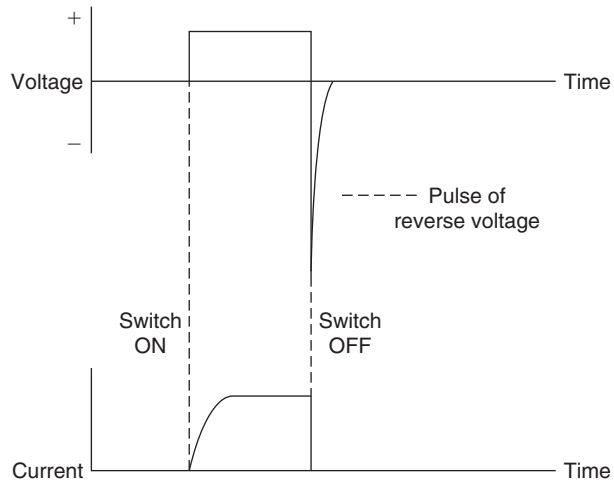 +
Voltage
Time
−
Pulse of
reverse voltage
Switch
ON
Switch
OFF
Current
Time